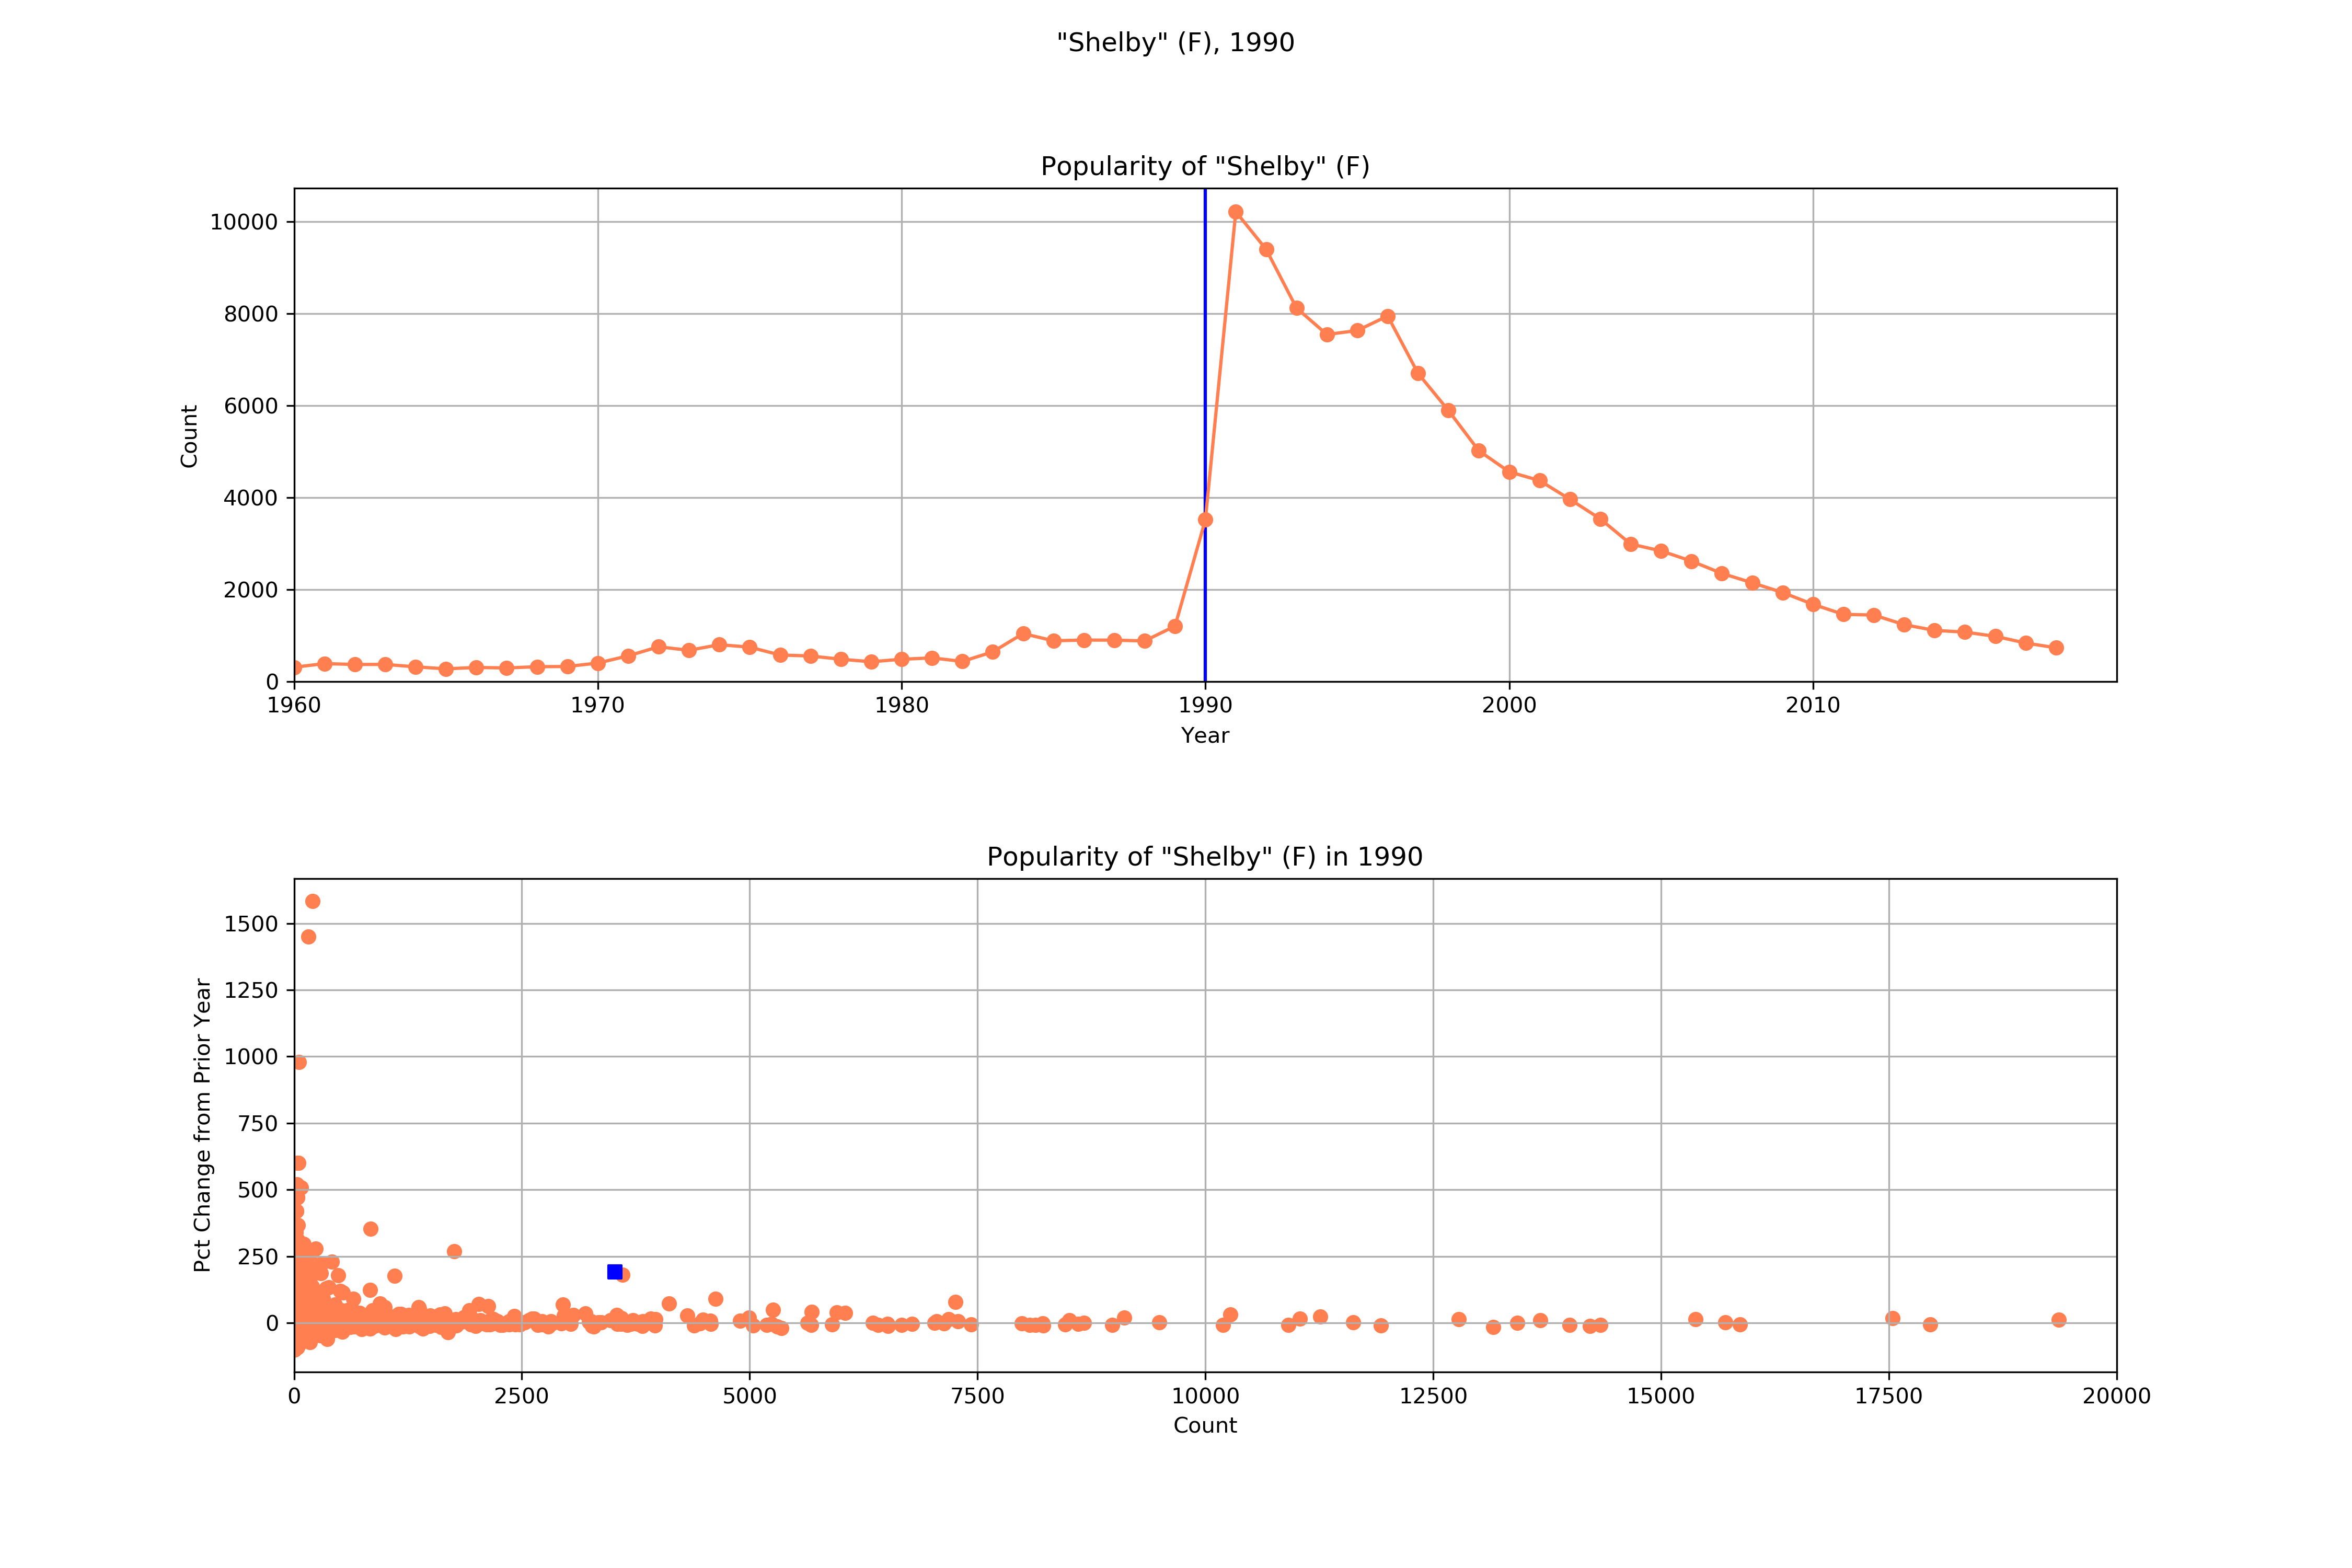 "Shelby" (F), 1990
Popularity of "Shelby" (F)
10000
8000
6000
4000
2000
0
Count
1960 1970 1980 1990 2000 2010
Year
Popularity of "Shelby" (F) in 1990
1500
1250
1000
750
500
250
0
Pct Change from Prior Year
0 2500 5000 7500 10000 12500 15000 17500 20000
Count